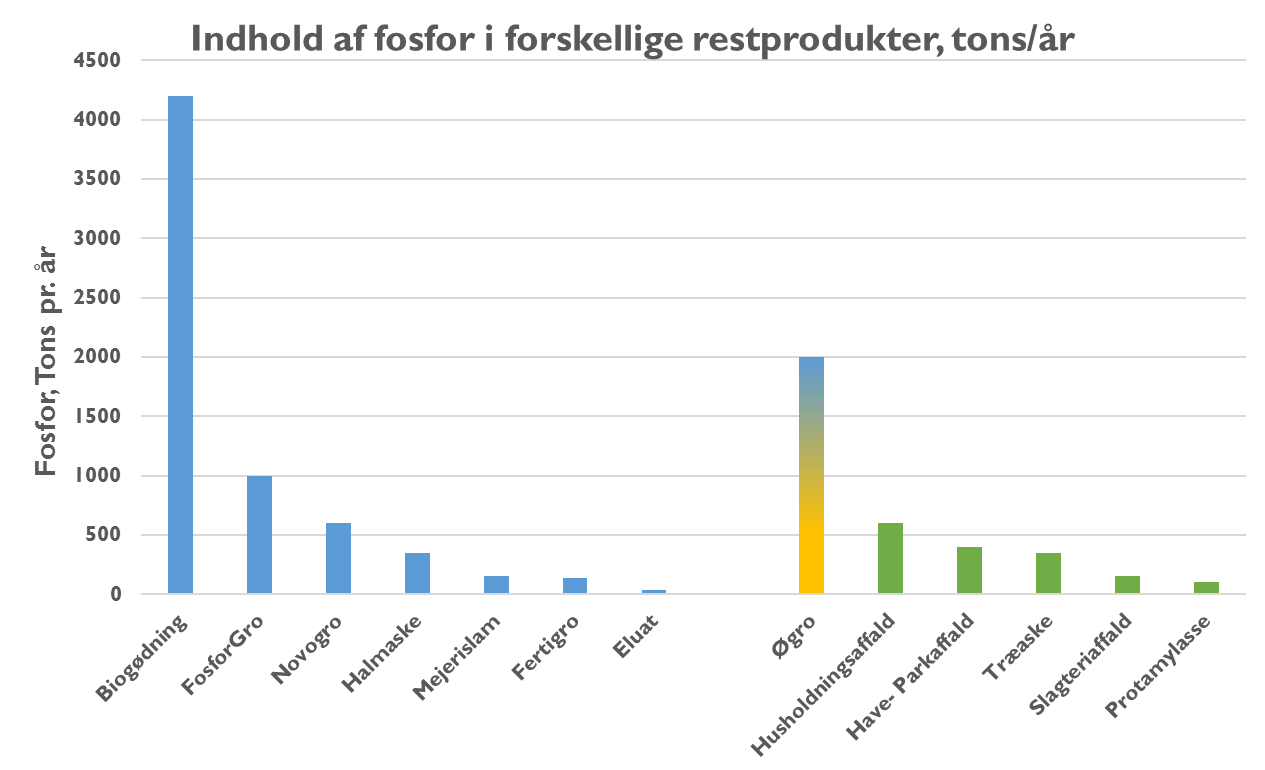 Indhold af fosfor i forskellige restprodukter, tons/år
Fosfor, Tons pr. år
4500
4000
3500
3000
2500
2000
1500
1000
500
0
Biogødning
FosforGro
Novogro
Halmaske
Mejerislam
Fertigro
Eluat
Øgro
Husholdningsaffald
Have- Parkaffald
Træaske
Slagteriaffald
Protamylasse